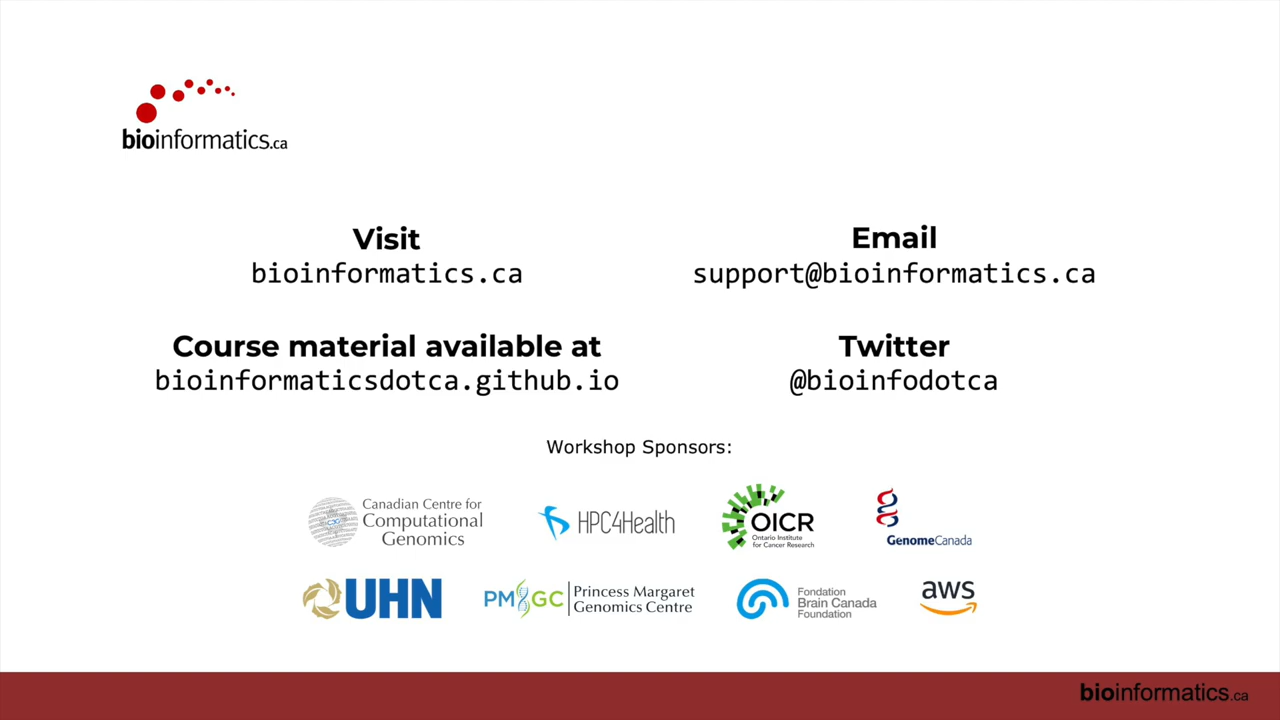 bioinformatics.ca
Visit
bioinformatics.ca
Email
support@bioinformatics.ca
Course material available at
bioinformaticsdotca.github.io
Twitter
@bioinfodotca
Workshop Sponsors:
Canadian Centre for
Computational
Genomics
HPC4Health
OICR
Ontario Institute
for Cancer Research
GenomeCanada
UHN
PMGC
Princess Margaret
Genomics Centre
Fondation
Brain Canada
Foundation
aws
bioinformatics.ca